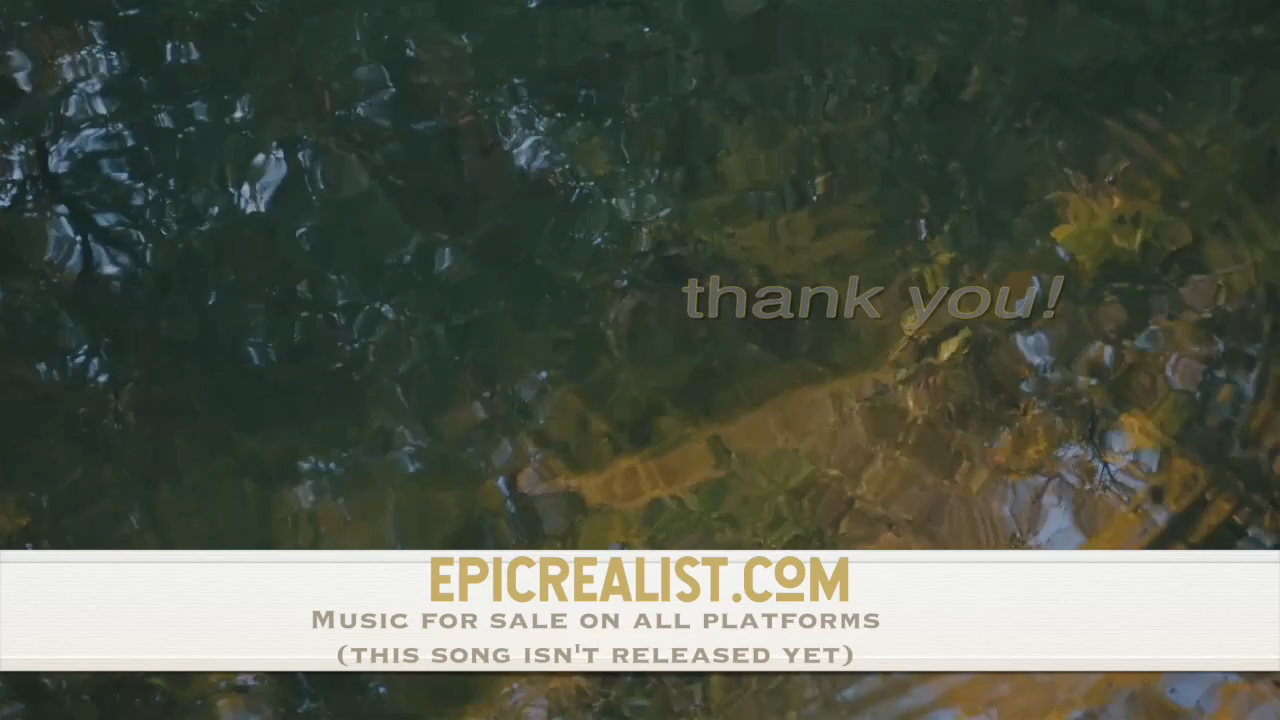 thank you!
EPICREALIST.COM
MUSIC FOR SALE ON ALL PLATFORMS
(THIS SONG ISN'T RELEASED YET)